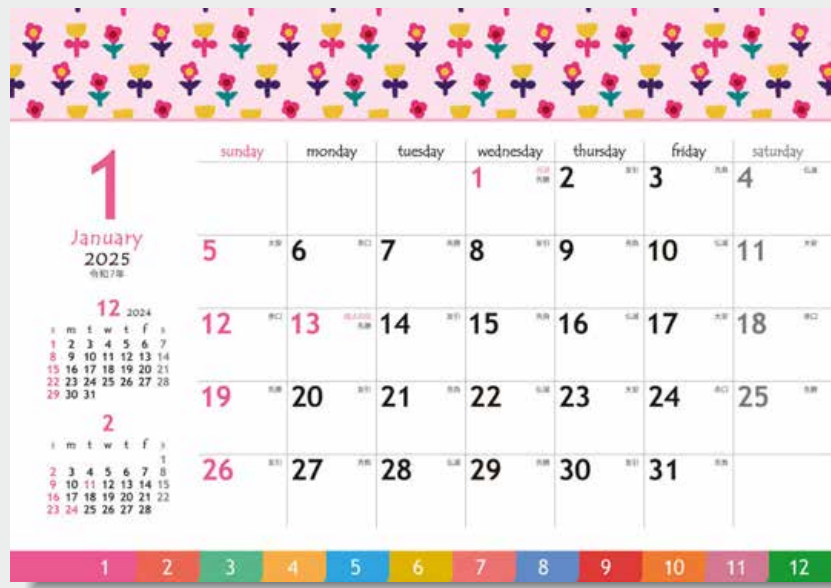 1
January
2025
令和7年
12 2024
s m t w t f s
1 2 3 4 5 6 7
8 9 10 11 12 13 14
15 16 17 18 19 20 21
22 23 24 25 26 27 28
29 30 31
2
s m t w t f s
1
2 3 4 5 6 7 8
9 10 11 12 13 14 15
16 17 18 19 20 21 22
23 24 25 26 27 28
sunday monday tuesday wednesday thursday friday saturday
1 2 3 4
5 6 7 8 9 10 11
12 13 14 15 16 17 18
19 20 21 22 23 24 25
26 27 28 29 30 31
1 2 3 4 5 6 7 8 9 10 11 12